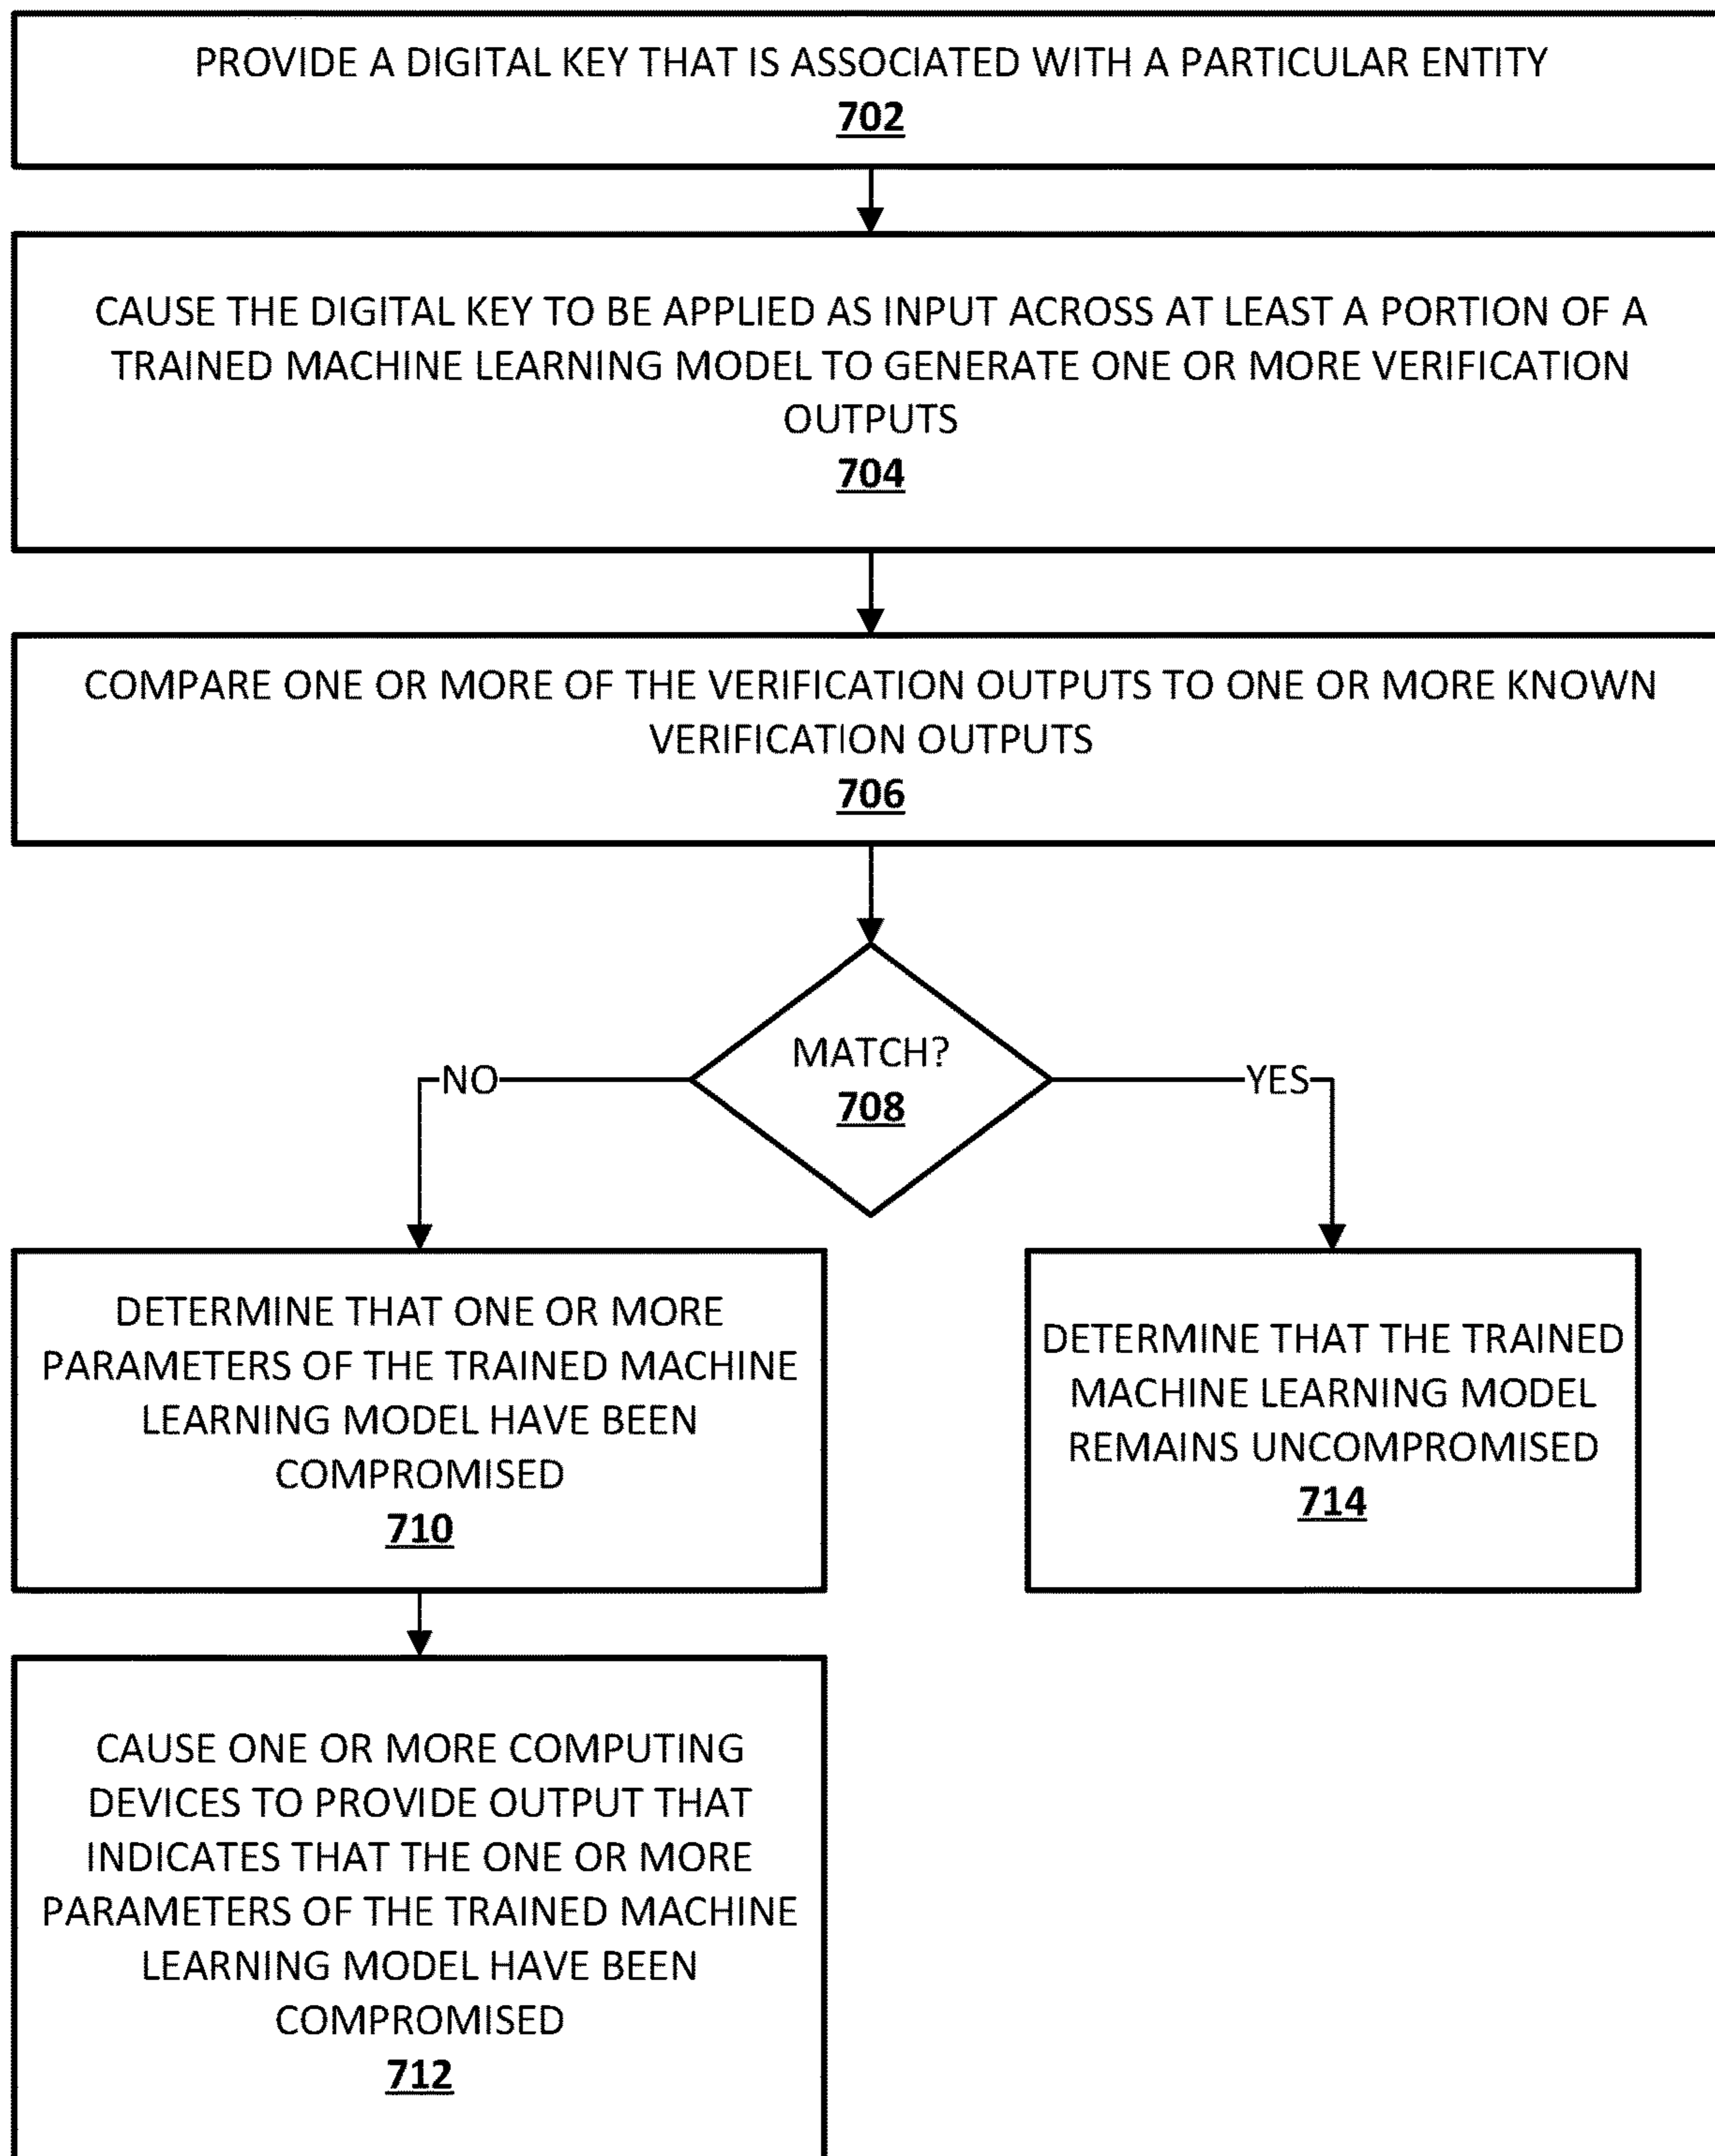 PROVIDE A DIGITAL KEY THAT IS ASSOCIATED WITH A PARTICULAR ENTITY
702
CAUSE THE DIGITAL KEY TO BE APPLIED AS INPUT ACROSS AT LEAST A PORTION OF A
TRAINED MACHINE LEARNING MODEL TO GENERATE ONE OR MORE VERIFICATION
OUTPUTS
704
COMPARE ONE OR MORE OF THE VERIFICATION OUTPUTS TO ONE OR MORE KNOWN
VERIFICATION OUTPUTS
706
MATCH?
708
NO
YES
DETERMINE THAT ONE OR MORE
PARAMETERS OF THE TRAINED MACHINE
LEARNING MODEL HAVE BEEN
COMPROMISED
710
DETERMINE THAT THE TRAINED
MACHINE LEARNING MODEL
REMAINS UNCOMPROMISED
714
CAUSE ONE OR MORE COMPUTING
DEVICES TO PROVIDE OUTPUT THAT
INDICATES THAT THE ONE OR MORE
PARAMETERS OF THE TRAINED MACHINE
LEARNING MODEL HAVE BEEN
COMPROMISED
712